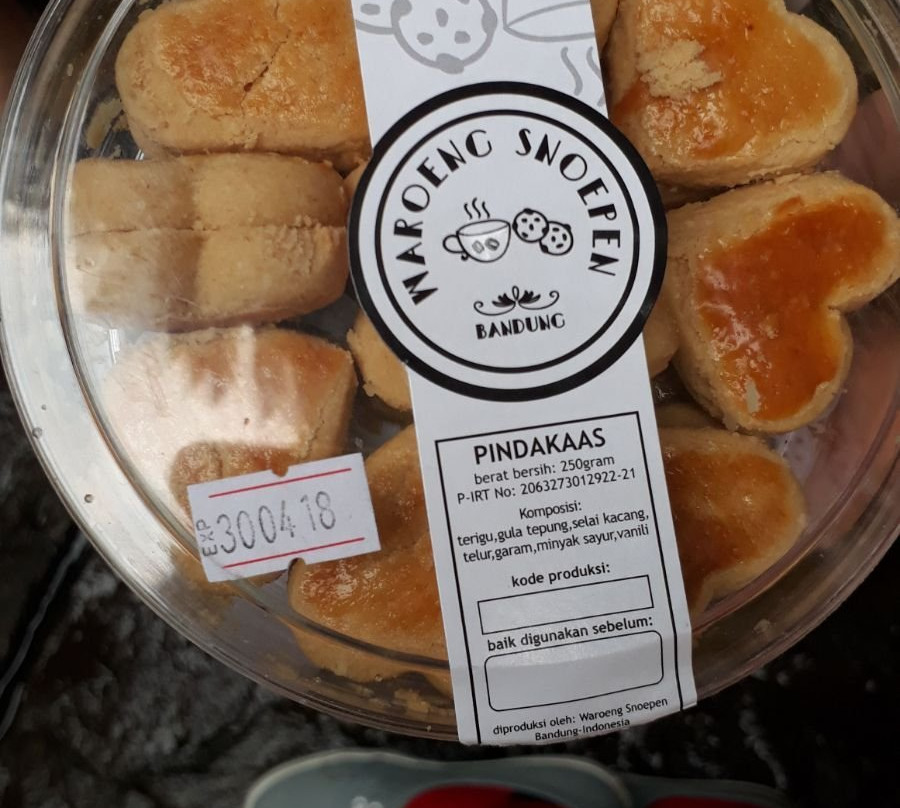 WAROENG SNOEPEN
BANDUNG
PINDAKAAS
berat bersih: 250gram
P-IRT No: 2063273012922-21
Komposisi:
terigu,gula tepung,selai kacang,
telur,garam,minyak sayur,vanili
kode produksi:
baik digunakan sebelum:
diproduksi oleh: Waroeng Snoepen
Bandung-Indonesia
EXP 300418